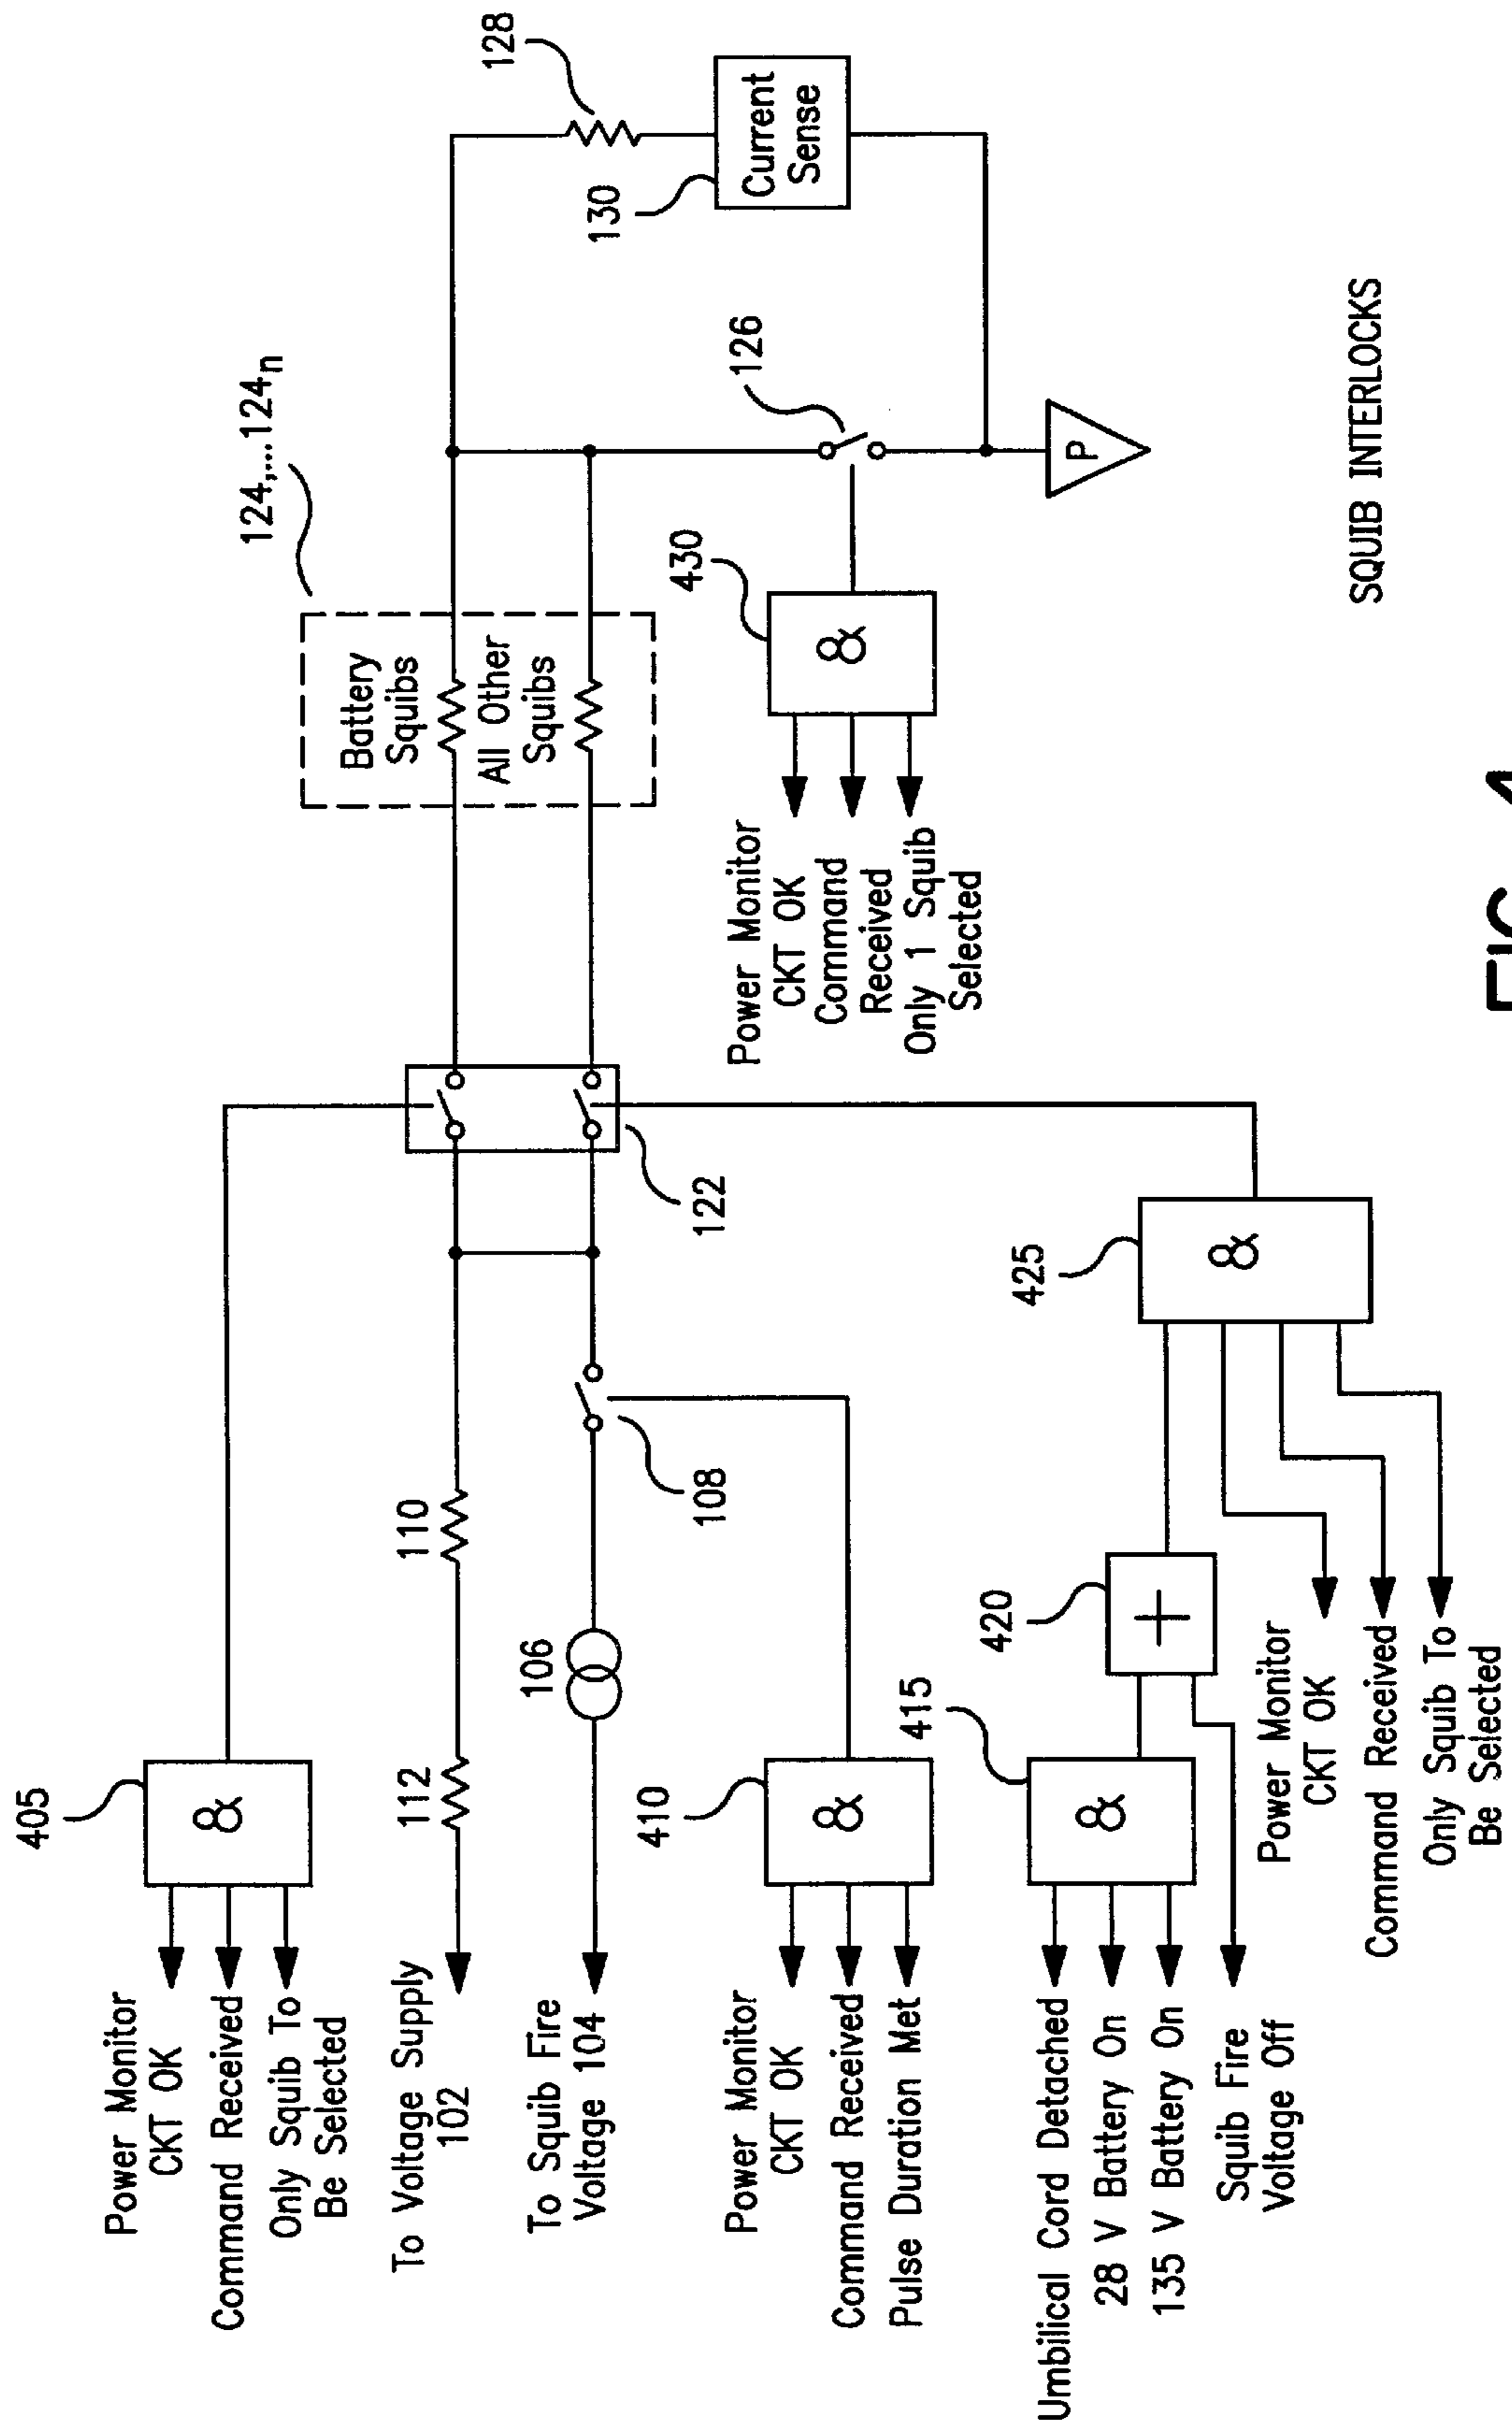 405
Power Monitor
CKT OK
Command Received
Only Squib To
Be Selected
&
112
110
To Voltage Supply
102
To Squib Fire
Voltage 104
106
108
122
124,...124n
Battery
Squibs
All Other
Squibs
128
130
Current
Sense
126
P
430
&
Power Monitor
CKT OK
Command
Received
Only 1 Squib
Selected
410
&
Power Monitor
CKT OK
Command Received
Pulse Duration Met
415
&
Umbilical Cord Detached
28 V Battery On
135 V Battery On
Squib Fire
Voltage Off
420
+
425
&
Power Monitor
CKT OK
Command Received
Only Squib To
Be Selected
SQUIB INTERLOCKS